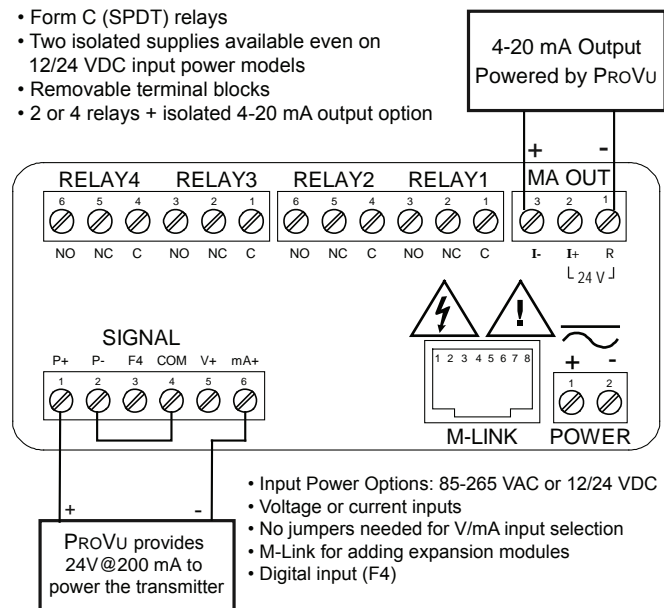 • Form C (SPDT) relays
• Two isolated supplies available even on
12/24 VDC input power models
• Removable terminal blocks
• 2 or 4 relays + isolated 4-20 mA output option
4-20 mA Output
Powered by PROVU
+ -
RELAY4 RELAY3 RELAY2 RELAY1 MA OUT
6 5 4 3 2 1 6 5 4 3 2 1 3 2 1
NO NC C NO NC C NO NC C NO NC C I- I+ R
24 V
!
SIGNAL
P+ P- F4 COM V+ mA+
1 2 3 4 5 6
1 2 3 4 5 6 7 8
+ -
1 2
M-LINK POWER
+ -
PROVU provides
24V@200 mA to
power the transmitter
• Input Power Options: 85-265 VAC or 12/24 VDC
• Voltage or current inputs
• No jumpers needed for V/mA input selection
• M-Link for adding expansion modules
• Digital input (F4)